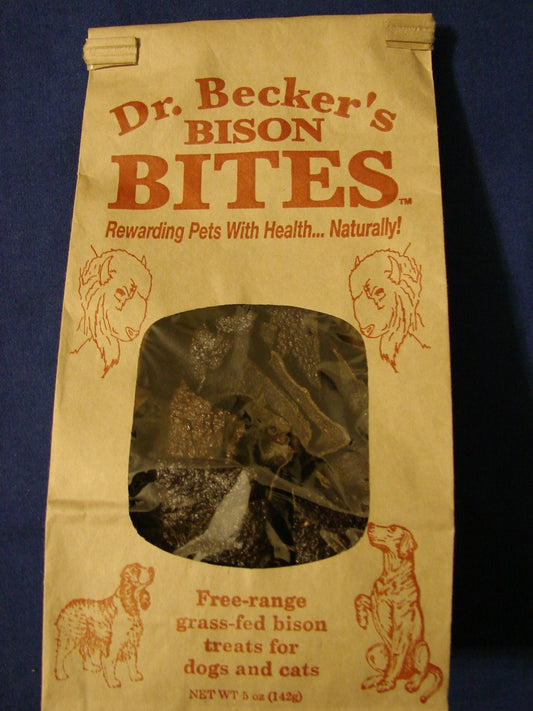 Dr. Becker's
BISON
BITES™
Rewarding Pets With Health... Naturally!
Free-range
grass-fed bison
treats for
dogs and cats
NET WT 5 oz (142g)